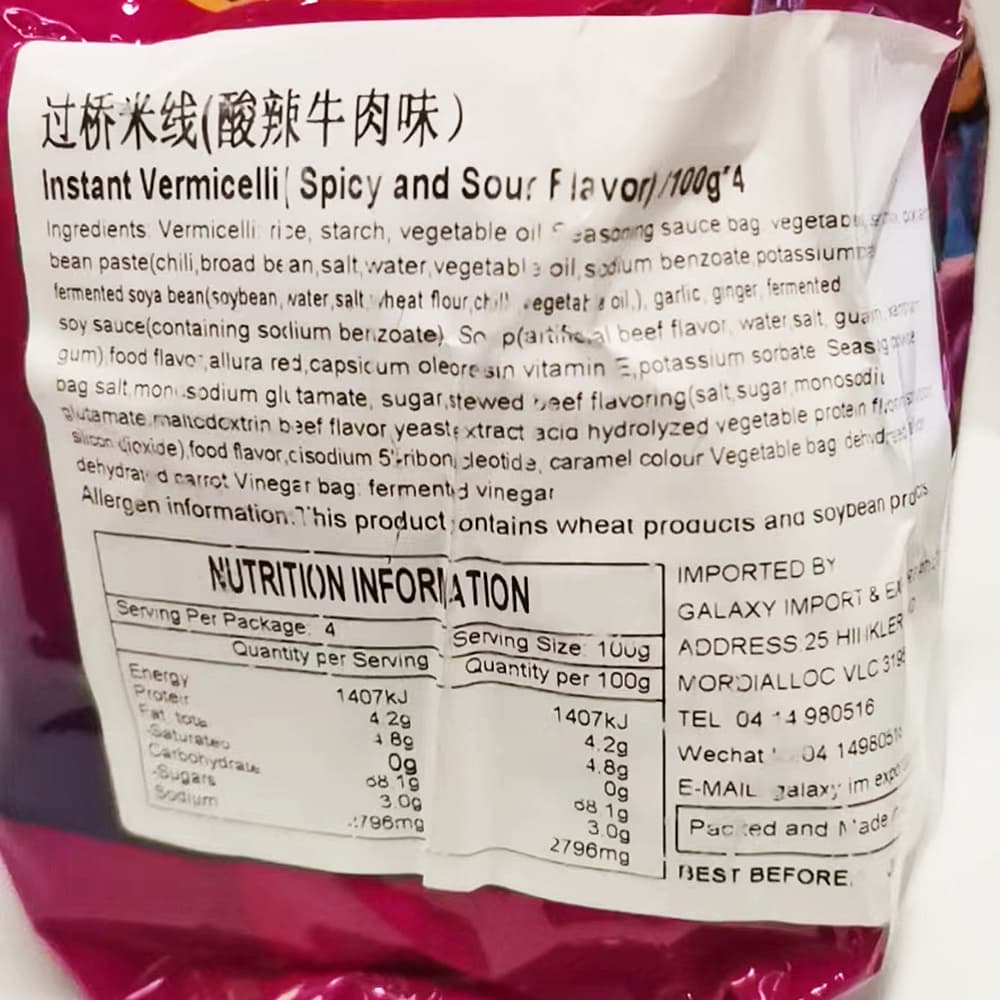 过桥米线(酸辣牛肉味)
Instant Vermicelli( Spicy and Sour Flavor)/100g*4
Ingredients: Vermicelli: rice, starch, vegetable oil Seasoning sauce bag vegetable
bean paste(chili,broad bean,salt,water,vegetable oil,sodium benzoate,potassium
fermented soya bean(soybean,water,salt,wheat flour,chili,vegetable oil,), garlic, ginger, fermented
soy sauce(containing sodium benzoate), Soup(artificial beef flavor, water,salt, guar
gum),food flavor,allura red,capsicum oleoresin vitamin E,potassium sorbate
bag salt,monosodium glutamate, sugar,stewed beef flavoring(salt,sugar,monosodiu
glutamate,maltodextrin beef flavor yeast extract acid hydrolyzed vegetable protein
silicon dioxide),food flavor,cisodium 5'-ribonucleotide, caramel colour Vegetable bag
dehydrated carrot Vinegar bag: fermented vinegar
Allergen information.This product contains wheat products and soybean
NUTRITION INFORMATION
Serving Per Package: 4 Serving Size: 100g
Quantity per Serving Quantity per 100g
Energy 1407kJ 1407kJ
Protein 4.2g 4.2g
Fat, total 4.8g 4.8g
-Saturated 0g 0g
Carbohydrate 68.1g 68.1g
-Sugars 3.0g 3.0g
Sodium 2796mg 2796mg
IMPORTED BY
GALAXY IMPORT &
ADDRESS:25
MORDIALLOC VLC
TEL 0414 980516
Wechat
E-MAIL galaxy im
Packed and Made
BEST BEFORE: